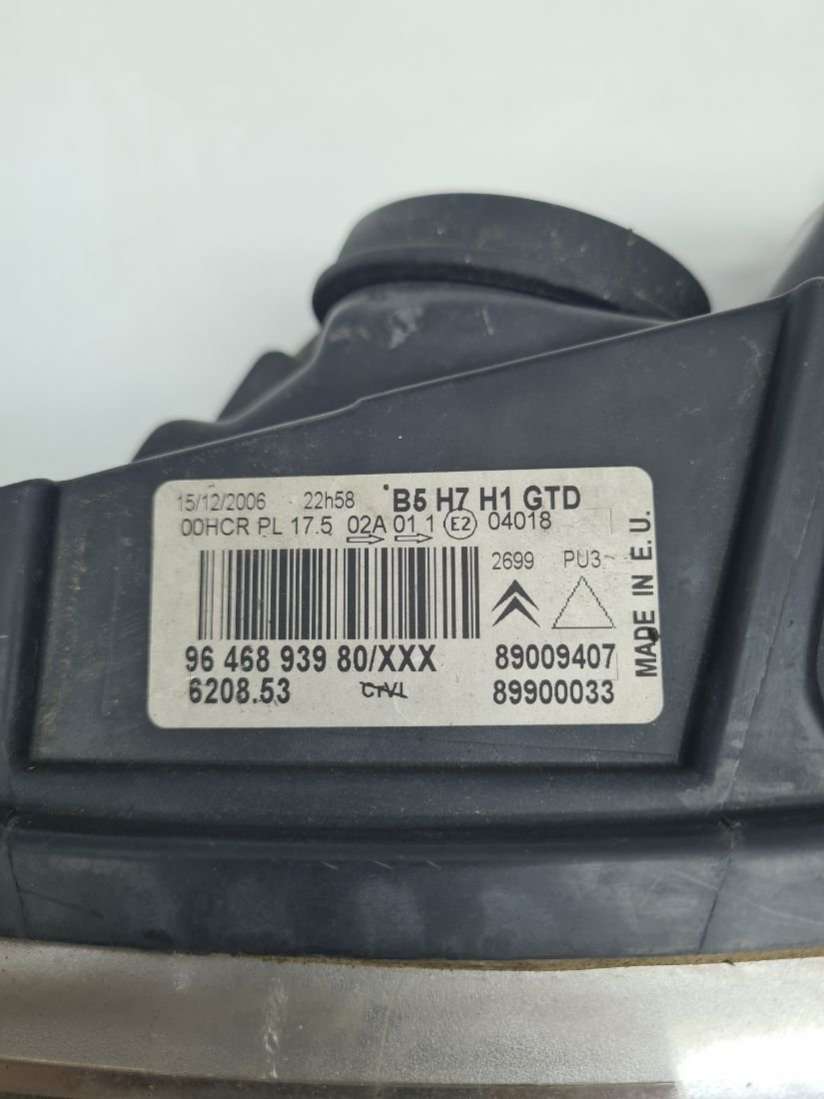 15/12/2006 22h58 B5 H7 H1 GTD
00HCR PL 17.5 02A 01 1 E2 04018
2699 PU3
96 468 939 80/XXX 89009407
6208.53 89900033
MADE IN E.U.